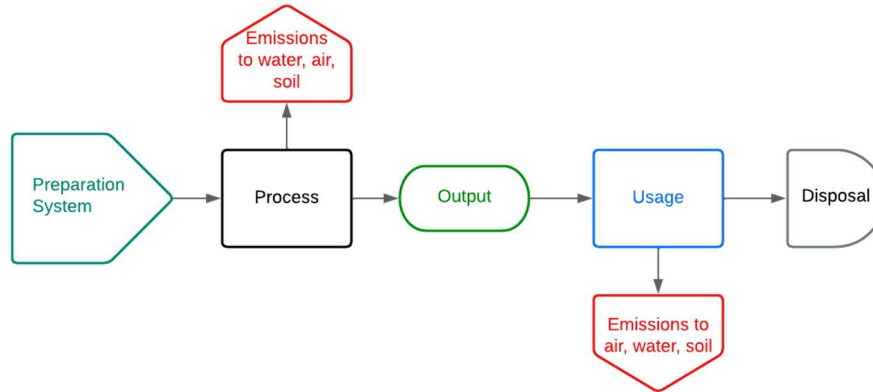 Emissions
to water, air,
soil
Preparation
System
Process
Output
Usage
Disposal
Emissions to
air, water, soil